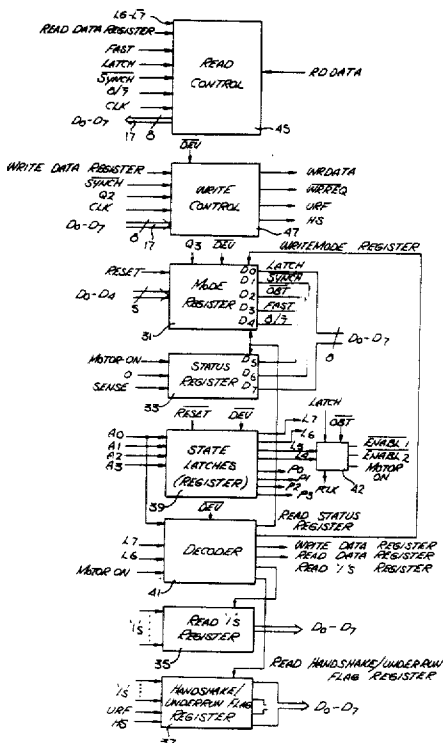 L6-L7
READ DATA REGISTER
FAST
LATCH
SYNCH
8/7
CLK
D0-D7
17
8
READ CONTROL
45
RD DATA
DEV
WRITE DATA REGISTER
SYNCH
Q2
CLK
D0-D7
8
17
WRITE CONTROL
47
WRDATA
WRREQ
URF
HS
Q3
DEV
WRITE MODE REGISTER
RESET
D0-D4
5
MODE REGISTER
31
D0
D1
D2
D3
D4
LATCH
SYNCH
OBT
FAST
8/7
D0-D7
8
MOTOR-ON
0
SENSE
STATUS REGISTER
33
D5
D6
D7
RESET
DEV
A0
A1
A2
A3
STATE LATCHES (REGISTER)
39
L7
L6
L5
L4
P0
P1
P2
P3
LATCH
OBT
ENABL1
ENABL2
MOTOR ON
42
FCLK
READ STATUS REGISTER
DEV
L7
L6
MOTOR ON
DECODER
41
WRITE DATA REGISTER
READ DATA REGISTER
READ '1'S REGISTER
'1'S
READ '1'S REGISTER
35
D0-D7
READ HANDSHAKE/UNDERRUN FLAG REGISTER
'1'S
URF
HS
HANDSHAKE/UNDERRUN FLAG REGISTER
37
D0-D7